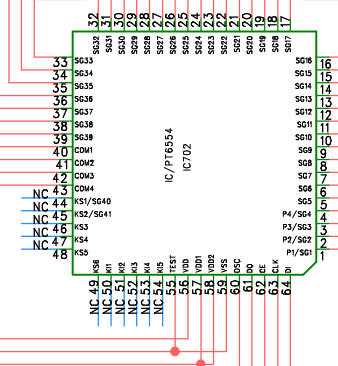 32 31 30 29 28 27 26 25 24 23 22 21 20 19 18 17
SG32 SG31 SG30 SG29 SG28 SG27 SG26 SG25 SG24 SG23 SG22 SG21 SG20 SG19 SG18 SG17
33 SG33
34 SG34
35 SG35
36 SG36
37 SG37
38 SG38
39 SG39
40 COM1
41 COM2
42 COM3
43 COM4
NC 44 KS1/SG40
NC 45 KS2/SG41
NC 46 KS3
NC 47 KS4
NC 48 KS5
IC/PT6554
IC702
SG16 16
SG15 15
SG14 14
SG13 13
SG12 12
SG11 11
SG10 10
SG9 9
SG8 8
SG7 7
SG6 6
SG5 5
P4/SG4 4
P3/SG3 3
P2/SG2 2
P1/SG1 1
KS6 KI1 KI2 KI3 KI4 KI5 TEST VDD VDD1 VDD2 VSS OSC DO CE CLK DI
49 50 51 52 53 54 55 56 57 58 59 60 61 62 63 64
NC NC NC NC NC NC